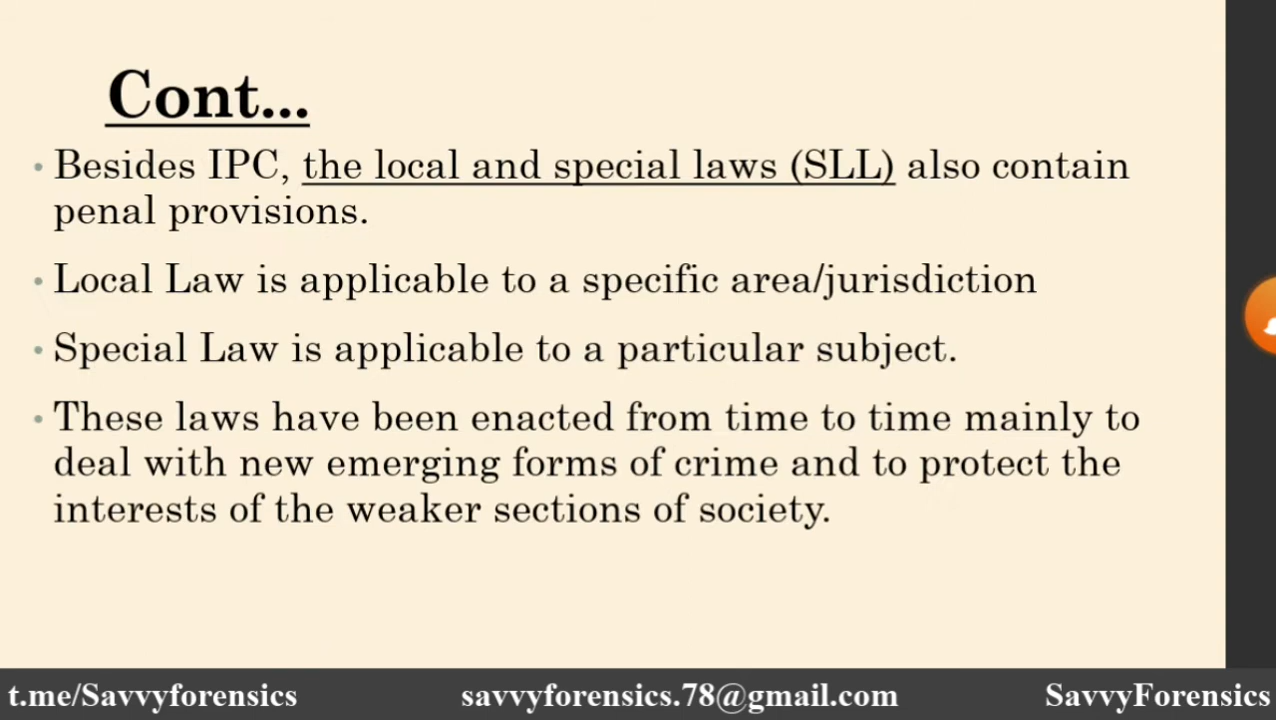 Cont...
• Besides IPC, the local and special laws (SLL) also contain
penal provisions.
• Local Law is applicable to a specific area/jurisdiction
• Special Law is applicable to a particular subject.
• These laws have been enacted from time to time mainly to
deal with new emerging forms of crime and to protect the
interests of the weaker sections of society.
t.me/Savvyforensics savvyforensics.78@gmail.com SavvyForensics